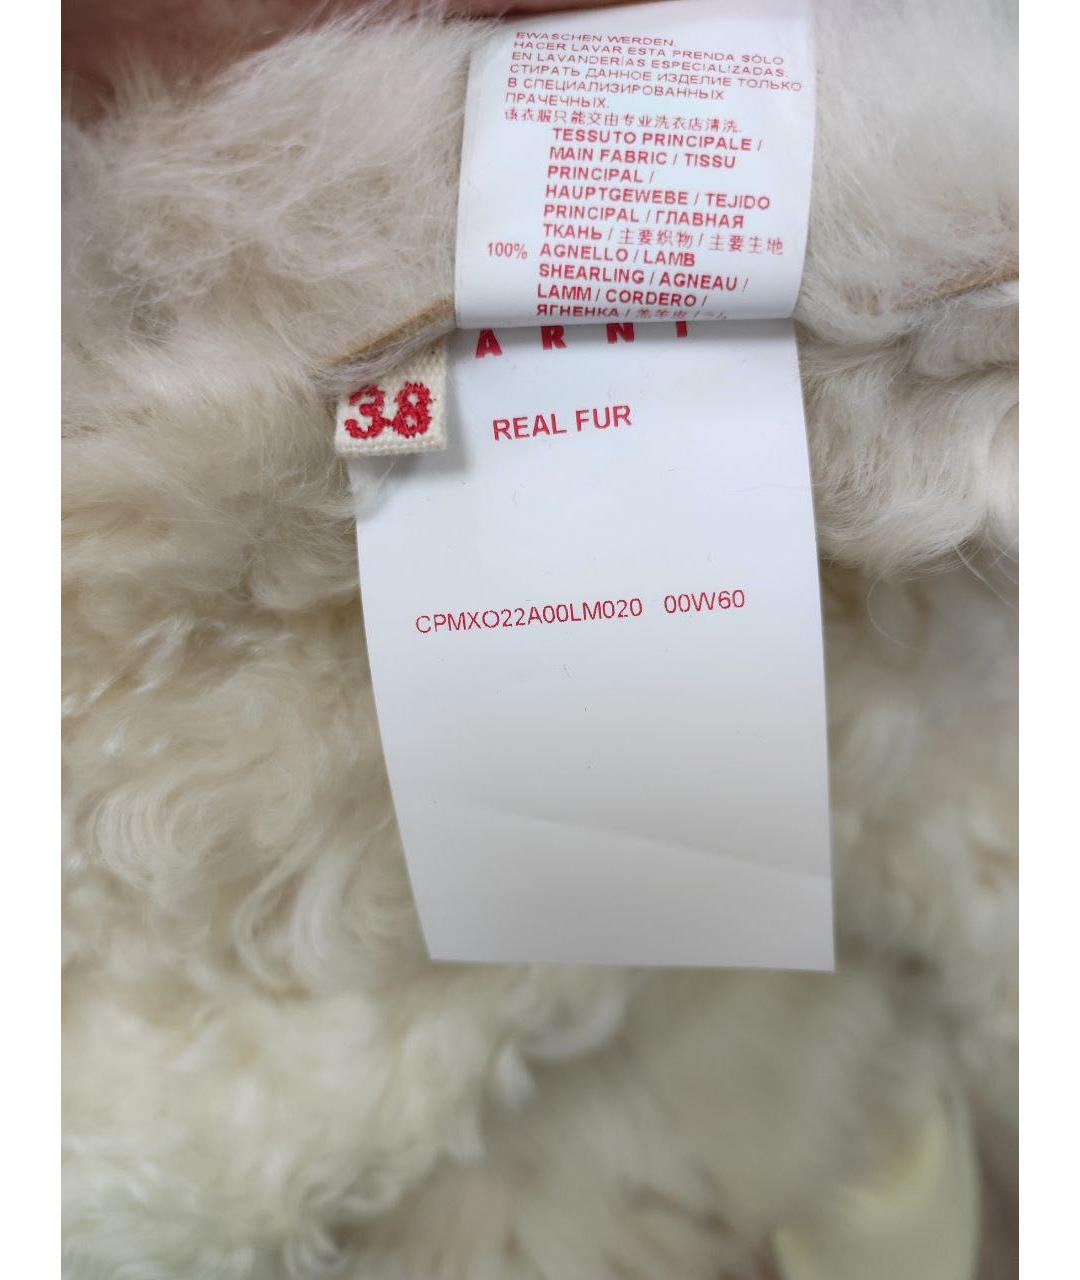 EWASCHEN WERDEN.
HACER LAVAR ESTA PRENDA SÓLO
EN LAVANDERÍAS ESPECIALIZADAS.
СТИРАТЬ ДАННОЕ ИЗДЕЛИЕ ТОЛЬКО
В СПЕЦИАЛИЗИРОВАННЫХ
ПРАЧЕЧНЫХ.
该衣服只能交由专业洗衣店清洗.
TESSUTO PRINCIPALE /
MAIN FABRIC / TISSU
PRINCIPAL /
HAUPTGEWEBE / TEJIDO
PRINCIPAL / ГЛАВНАЯ
ТКАНЬ / 主要织物 / 主要生地
100% AGNELLO / LAMB
SHEARLING / AGNEAU /
LAMM / CORDERO /
ЯГНЕНКА /
ARNI
38
REAL FUR
CPMXO22A00LM020 00W60